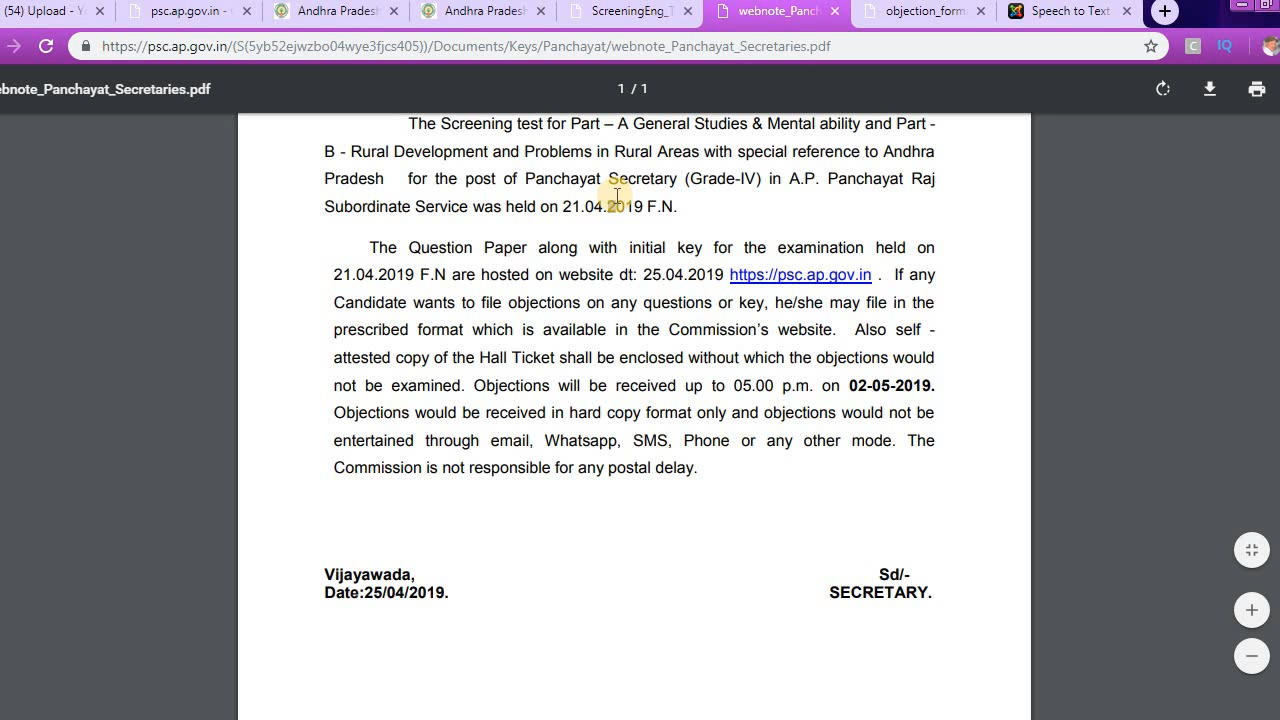 (54) Upload - Y
psc.ap.gov.in -
Andhra Pradesh
Andhra Pradesh
ScreeningEng_T
webnote_Panch
objection_form
Speech to Text
https://psc.ap.gov.in/(S(5yb52ejwzbo04wye3fjcs405))/Documents/Keys/Panchayat/webnote_Panchayat_Secretaries.pdf
C
IQ
ebnote_Panchayat_Secretaries.pdf
1 / 1
The Screening test for Part – A General Studies & Mental ability and Part -
B - Rural Development and Problems in Rural Areas with special reference to Andhra
Pradesh for the post of Panchayat Secretary (Grade-IV) in A.P. Panchayat Raj
Subordinate Service was held on 21.04.2019 F.N.
The Question Paper along with initial key for the examination held on
21.04.2019 F.N are hosted on website dt: 25.04.2019 https://psc.ap.gov.in . If any
Candidate wants to file objections on any questions or key, he/she may file in the
prescribed format which is available in the Commission’s website. Also self -
attested copy of the Hall Ticket shall be enclosed without which the objections would
not be examined. Objections will be received up to 05.00 p.m. on 02-05-2019.
Objections would be received in hard copy format only and objections would not be
entertained through email, Whatsapp, SMS, Phone or any other mode. The
Commission is not responsible for any postal delay.
Vijayawada,
Sd/-
Date:25/04/2019.
SECRETARY.